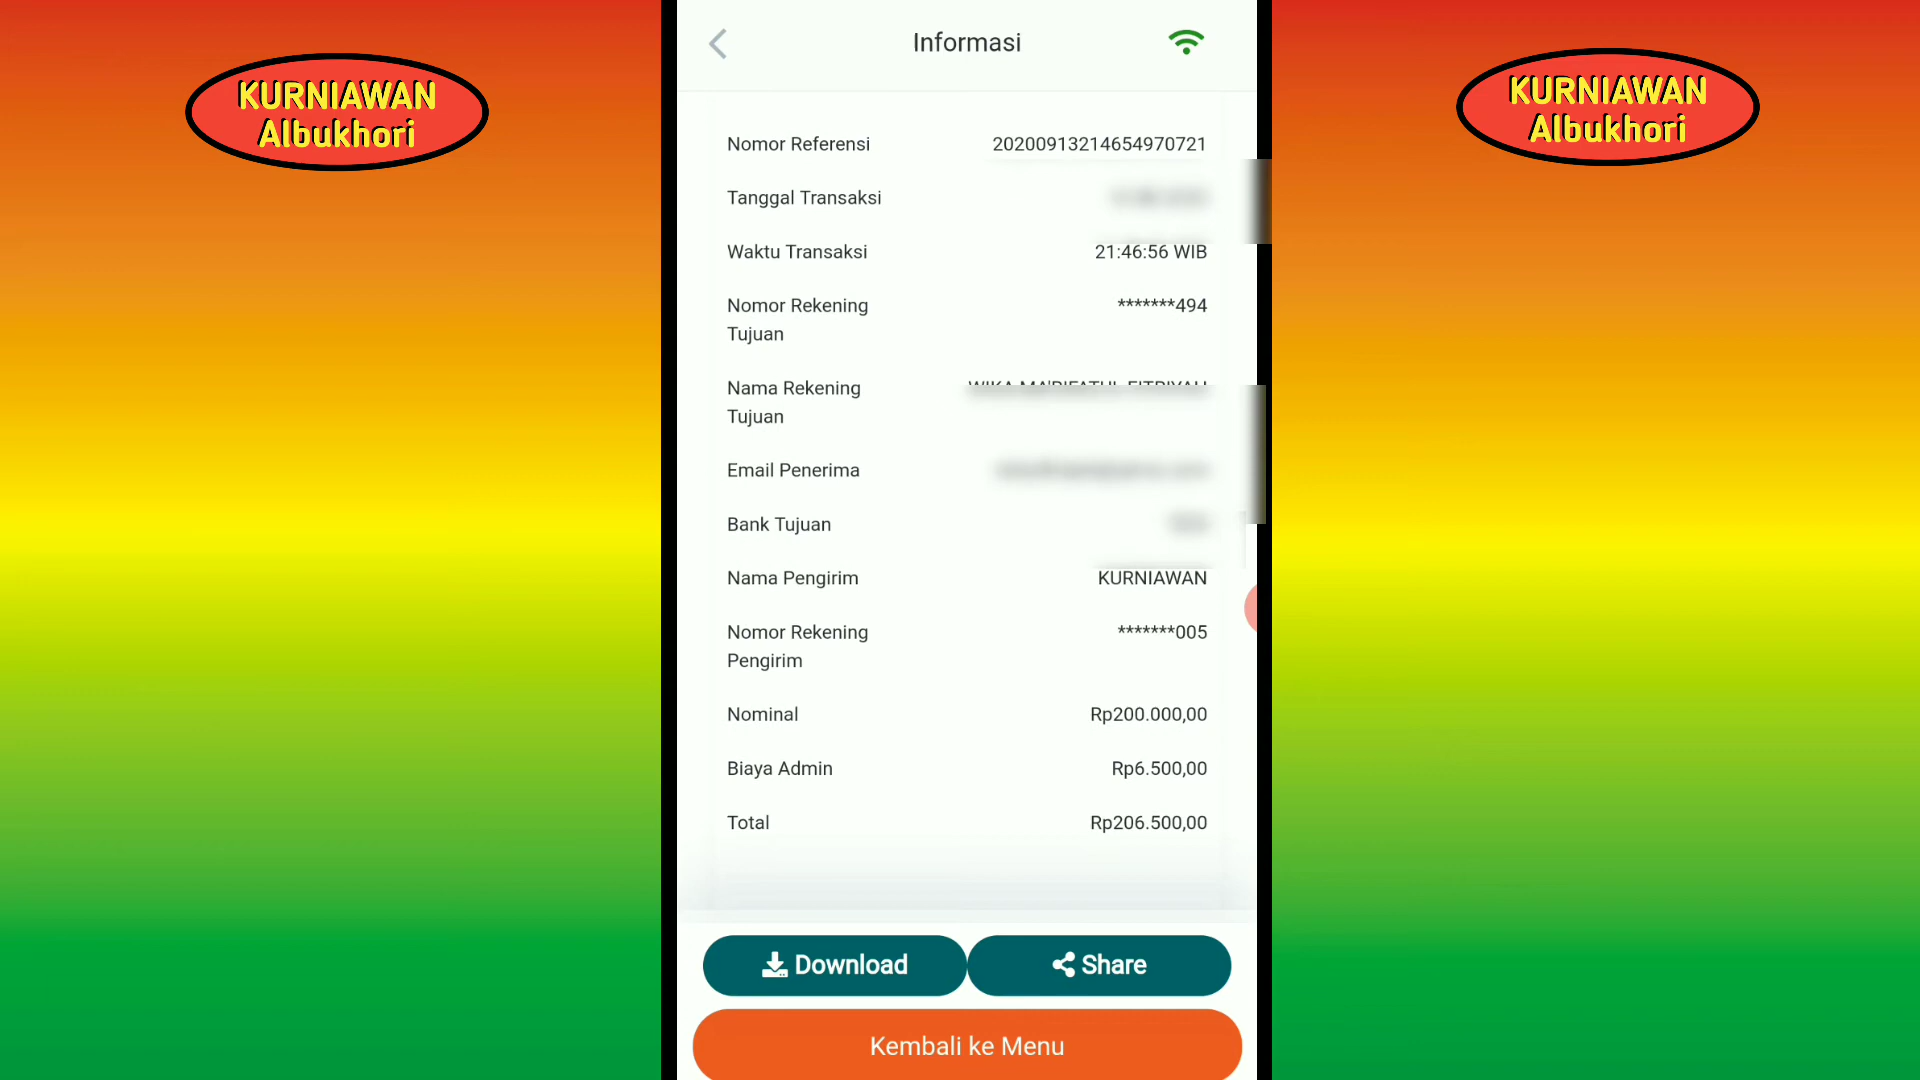 KURNIAWAN
Albukhori
Informasi
KURNIAWAN
Albukhori
Nomor Referensi 20200913214654970721
Tanggal Transaksi
Waktu Transaksi 21:46:56 WIB
Nomor Rekening *******494
Tujuan
Nama Rekening
Tujuan
Email Penerima
Bank Tujuan
Nama Pengirim KURNIAWAN
Nomor Rekening *******005
Pengirim
Nominal Rp200.000,00
Biaya Admin Rp6.500,00
Total Rp206.500,00
Download Share
Kembali ke Menu